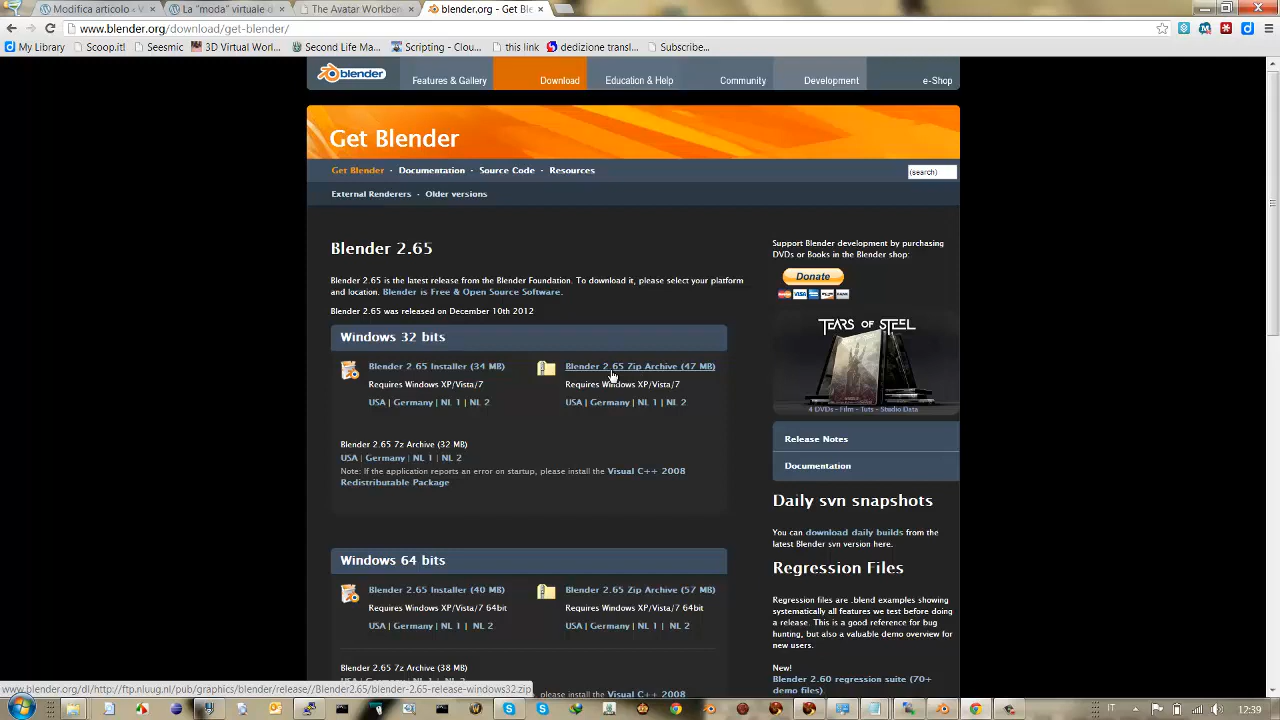 Modifica articolo ‹ V
La "moda" virtuale
The Avatar Workben
blender.org - Get Ble
www.blender.org/download/get-blender/
My Library
Scoop.it!
Seesmic
3D Virtual Worl...
Second Life Ma...
Scripting - Clou...
this link
dedizione transl...
Subscribe...
blender
Features & Gallery
Download
Education & Help
Community
Development
e-Shop
Get Blender
Get Blender · Documentation · Source Code · Resources
(search)
External Renderers · Older versions
Blender 2.65
Blender 2.65 is the latest release from the Blender Foundation. To download it, please select your platform
and location. Blender is Free & Open Source Software.
Blender 2.65 was released on December 10th 2012
Windows 32 bits
Blender 2.65 Installer (34 MB)
Requires Windows XP/Vista/7
USA | Germany | NL 1 | NL 2
Blender 2.65 Zip Archive (47 MB)
Requires Windows XP/Vista/7
USA | Germany | NL 1 | NL 2
Blender 2.65 7z Archive (32 MB)
USA | Germany | NL 1 | NL 2
Note: If the application reports an error on startup, please install the Visual C++ 2008
Redistributable Package
Windows 64 bits
Blender 2.65 Installer (40 MB)
Requires Windows XP/Vista/7 64bit
USA | Germany | NL 1 | NL 2
Blender 2.65 Zip Archive (57 MB)
Requires Windows XP/Vista/7 64bit
USA | Germany | NL 1 | NL 2
Blender 2.65 7z Archive (38 MB)
Visual C++ 2008
Support Blender development by purchasing
DVDs or Books in the Blender shop:
Donate
VISA
TEARS OF STEEL
4 DVDs - Film - Tuts - Studio Data
Release Notes
Documentation
Daily svn snapshots
You can download daily builds from the
latest Blender svn version here.
Regression Files
Regression files are .blend examples showing
systematically all features we test before doing
a release. This is a good reference for bug
hunting, but also a valuable demo overview for
new users.
New!
Blender 2.60 regression suite (70+
demo files)
www.blender.org/dl/http://ftp.nluug.nl/pub/graphics/blender/release//Blender2.65/blender-2.65-release-windows32.zip
IT
12:39